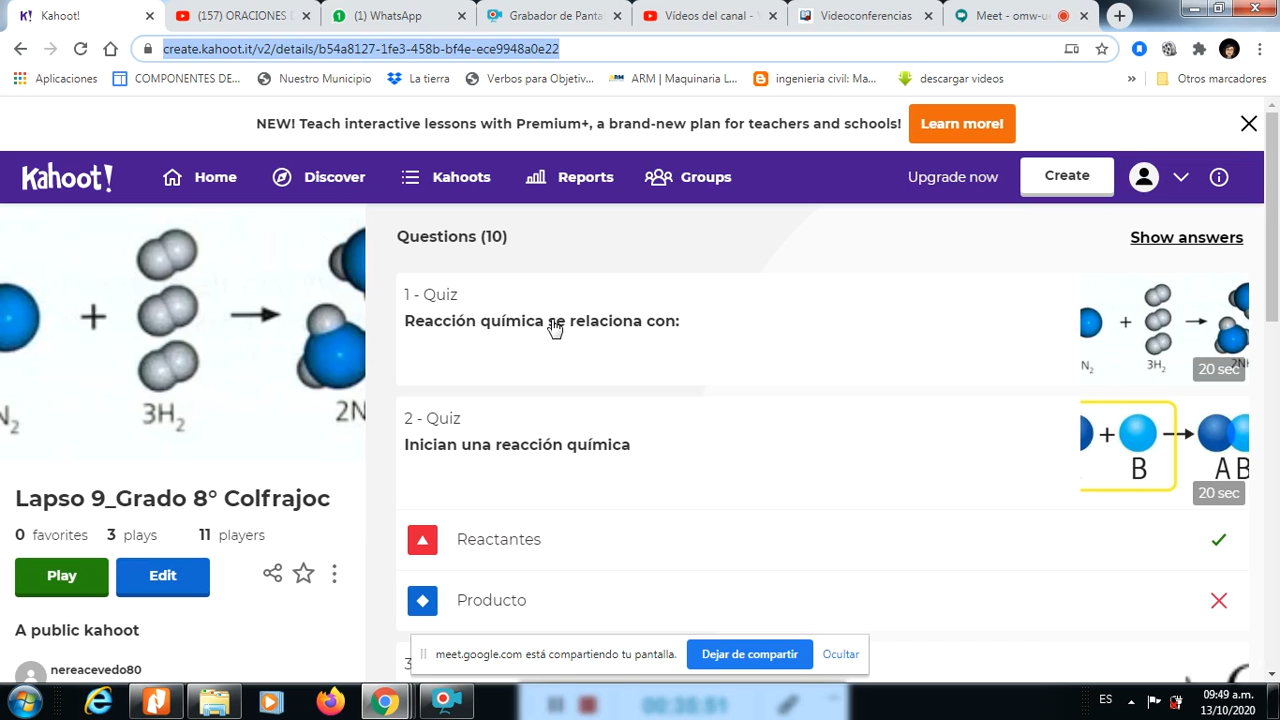 Kahoot!
(157) ORACIONES D
(1) WhatsApp
Grabador de Panta
Vídeos del canal - Y
Videoconferencias
Meet - omw-u
create.kahoot.it/v2/details/b54a8127-1fe3-458b-bf4e-ece9948a0e22
Aplicaciones
COMPONENTES DE...
Nuestro Municipio
La tierra
Verbos para Objetiv...
ARM | Maquinaria L...
ingenieria civil: Ma...
descargar videos
Otros marcadores
NEW! Teach interactive lessons with Premium+, a brand-new plan for teachers and schools!
Learn more!
Kahoot!
Home
Discover
Kahoots
Reports
Groups
Upgrade now
Create
N₂
+
3H₂
→
2N
Lapso 9_Grado 8° Colfrajoc
0 favorites
3 plays
11 players
Play
Edit
A public kahoot
nereacevedo80
Questions (10)
Show answers
1 - Quiz
Reacción química se relaciona con:
N₂ + 3H₂ → 2NH
20 sec
2 - Quiz
Inician una reacción química
+ B → A B
20 sec
Reactantes
Producto
3
meet.google.com está compartiendo tu pantalla.
Dejar de compartir
Ocultar
ES
09:49 a.m.
13/10/2020